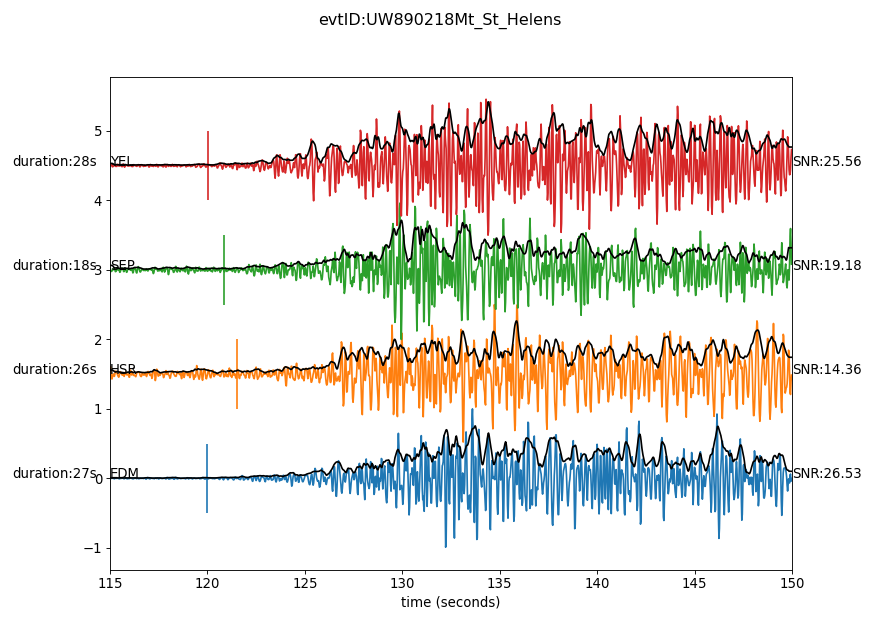 evtID:UW890218Mt_St_Helens
5
duration:28s YEL SNR:25.56
4
duration:18s 3 SEP SNR:19.18
2
duration:26s HSR SNR:14.36
1
duration:27s 0 EDM SNR:26.53
−1
115 120 125 130 135 140 145 150
time (seconds)